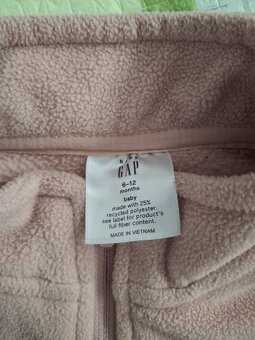 baby
GAP
6-12
months
baby
made with 25%
recycled polyester.
see label for product's
full fiber content.
MADE IN VIETNAM